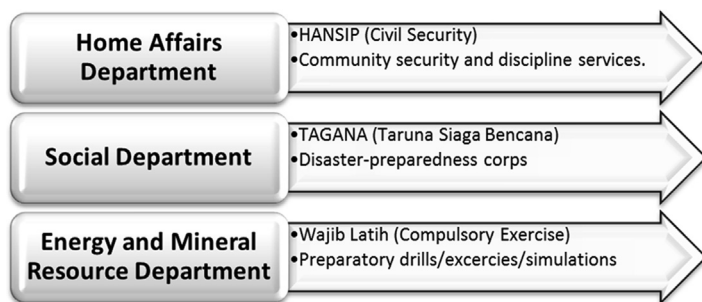 Home Affairs
Department
•HANSIP (Civil Security)
•Community security and discipline services.
Social Department
•TAGANA (Taruna Siaga Bencana)
•Disaster-preparedness corps
Energy and Mineral
Resource Department
•Wajib Latih (Compulsory Exercise)
•Preparatory drills/excercies/simulations